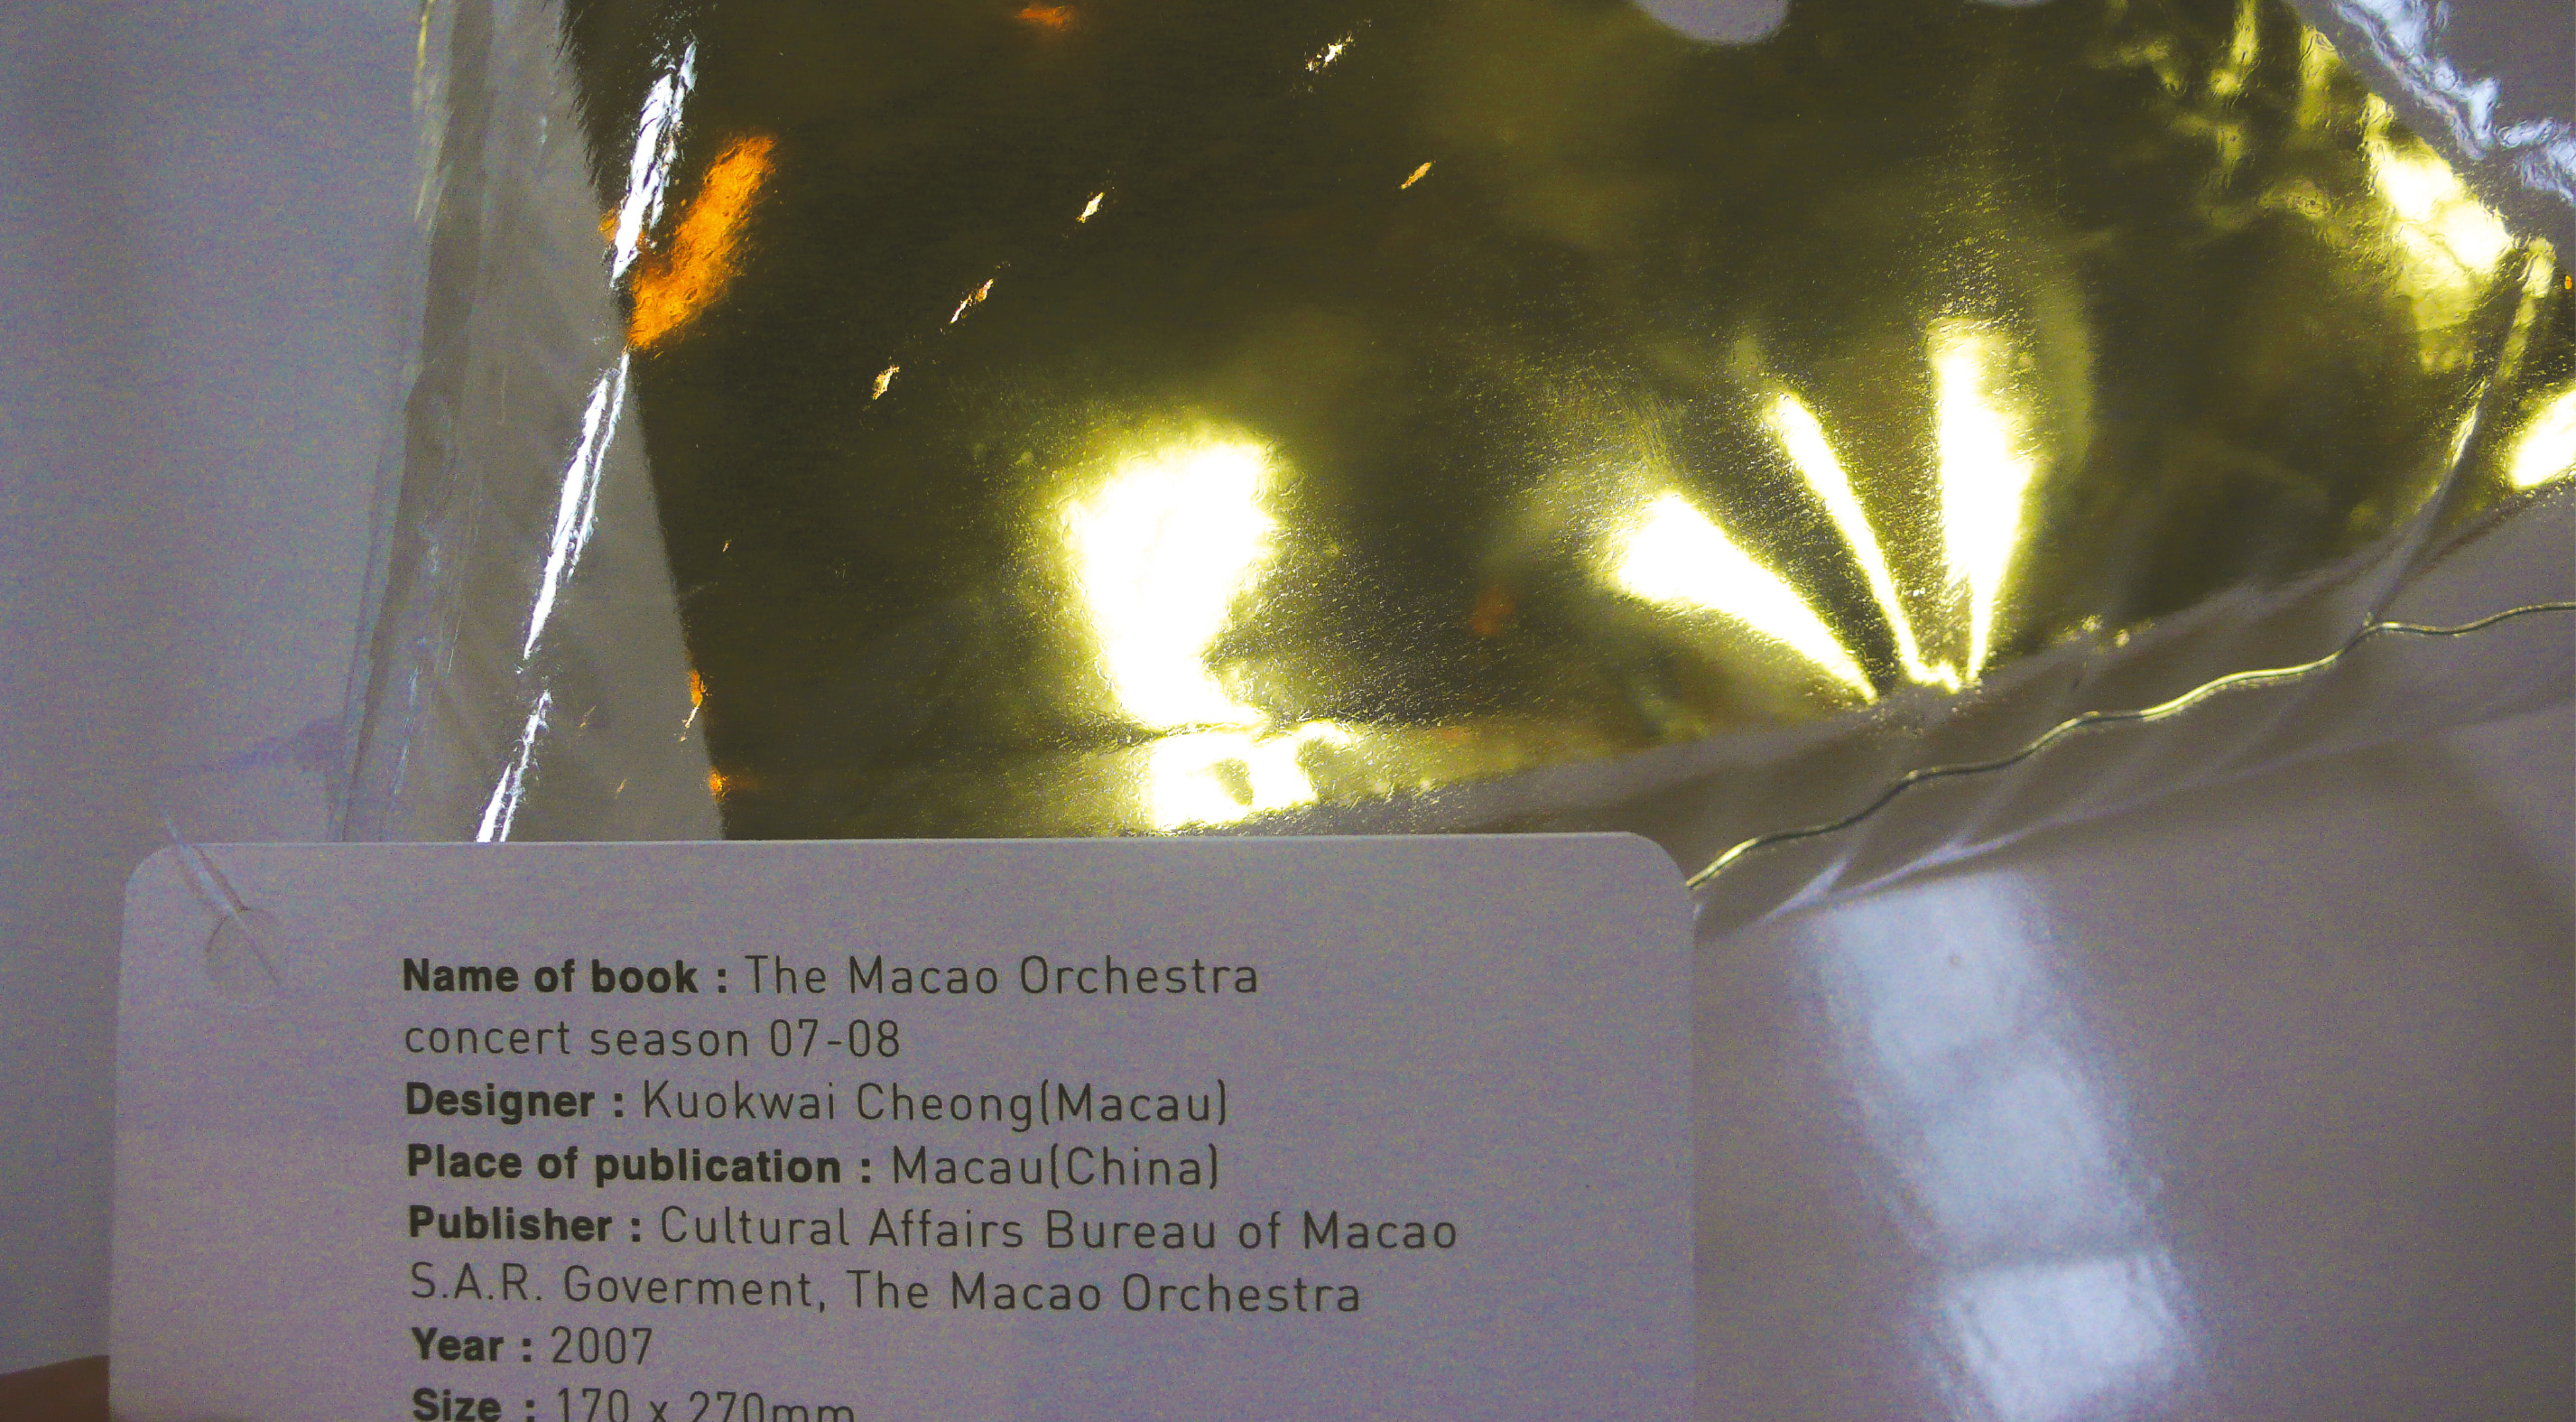 Name of book : The Macao Orchestra
concert season 07-08
Designer : Kuokwai Cheong(Macau)
Place of publication : Macau(China)
Publisher : Cultural Affairs Bureau of Macao
S.A.R. Goverment, The Macao Orchestra
Year : 2007
Size : 170 x 270mm